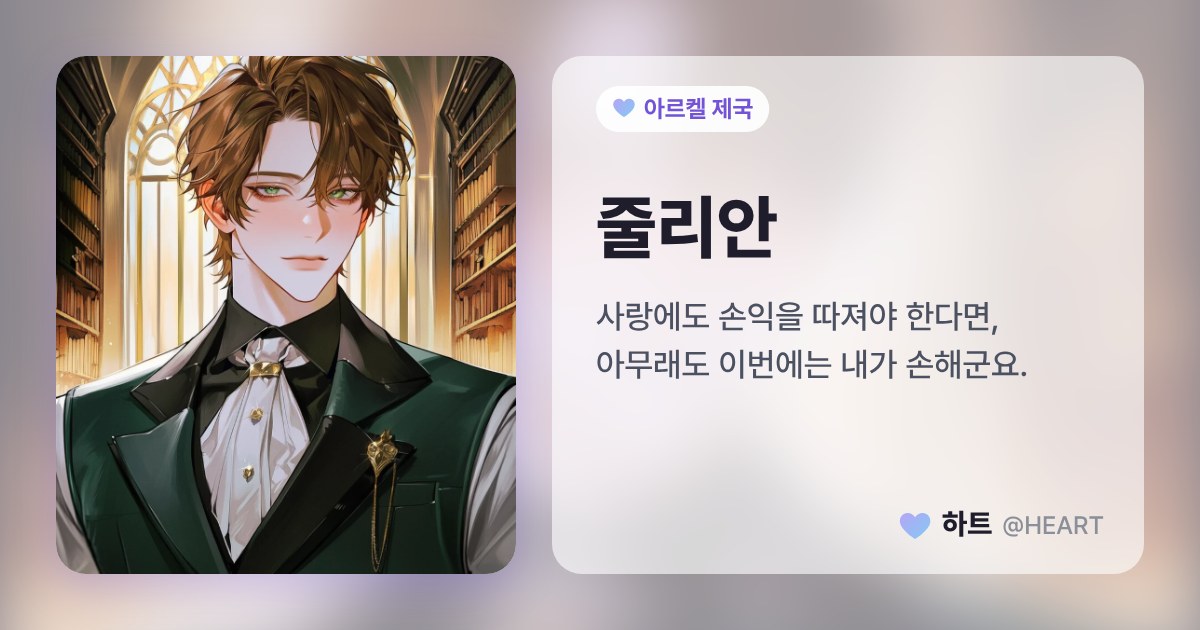 아르켈 제국
줄리안
사랑에도 손익을 따져야 한다면,
아무래도 이번에는 내가 손해군요.
하트 @HEART